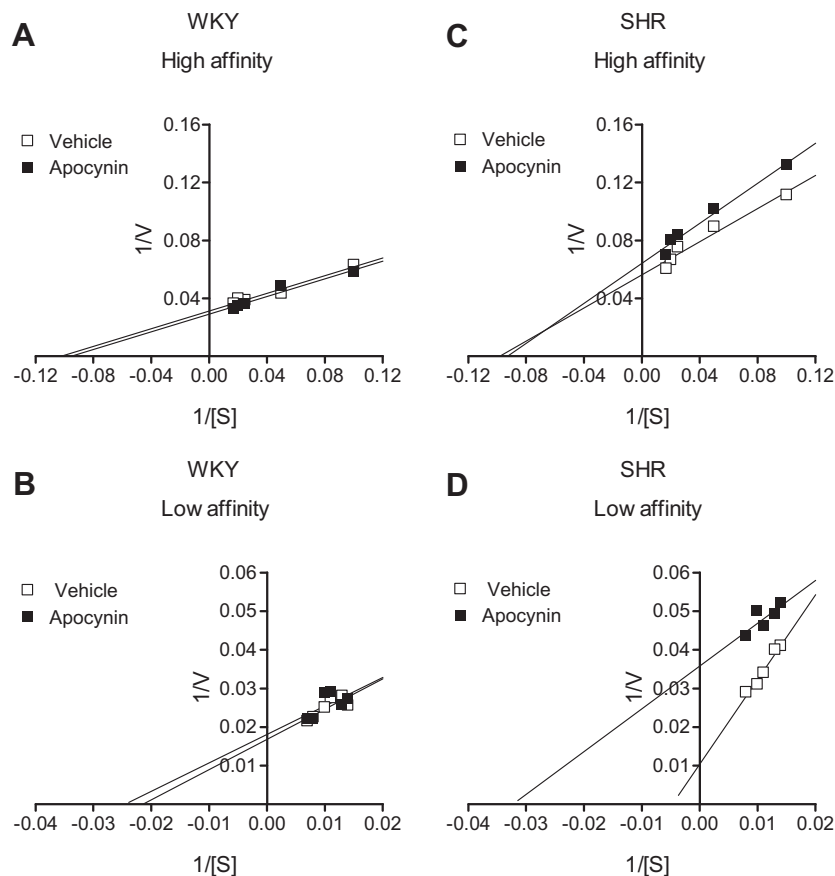 A
WKY
High affinity
Vehicle
Apocynin
1/V
0.16
0.12
0.08
0.04
-0.12 -0.08 -0.04 0.00 0.04 0.08 0.12
1/[S]
C
SHR
High affinity
Vehicle
Apocynin
1/V
0.16
0.12
0.08
0.04
-0.12 -0.08 -0.04 0.00 0.04 0.08 0.12
1/[S]
B
WKY
Low affinity
Vehicle
Apocynin
1/V
0.06
0.05
0.04
0.03
0.02
0.01
-0.04 -0.03 -0.02 -0.01 0.00 0.01 0.02
1/[S]
D
SHR
Low affinity
Vehicle
Apocynin
1/V
0.06
0.05
0.04
0.03
0.02
0.01
-0.04 -0.03 -0.02 -0.01 0.00 0.01 0.02
1/[S]